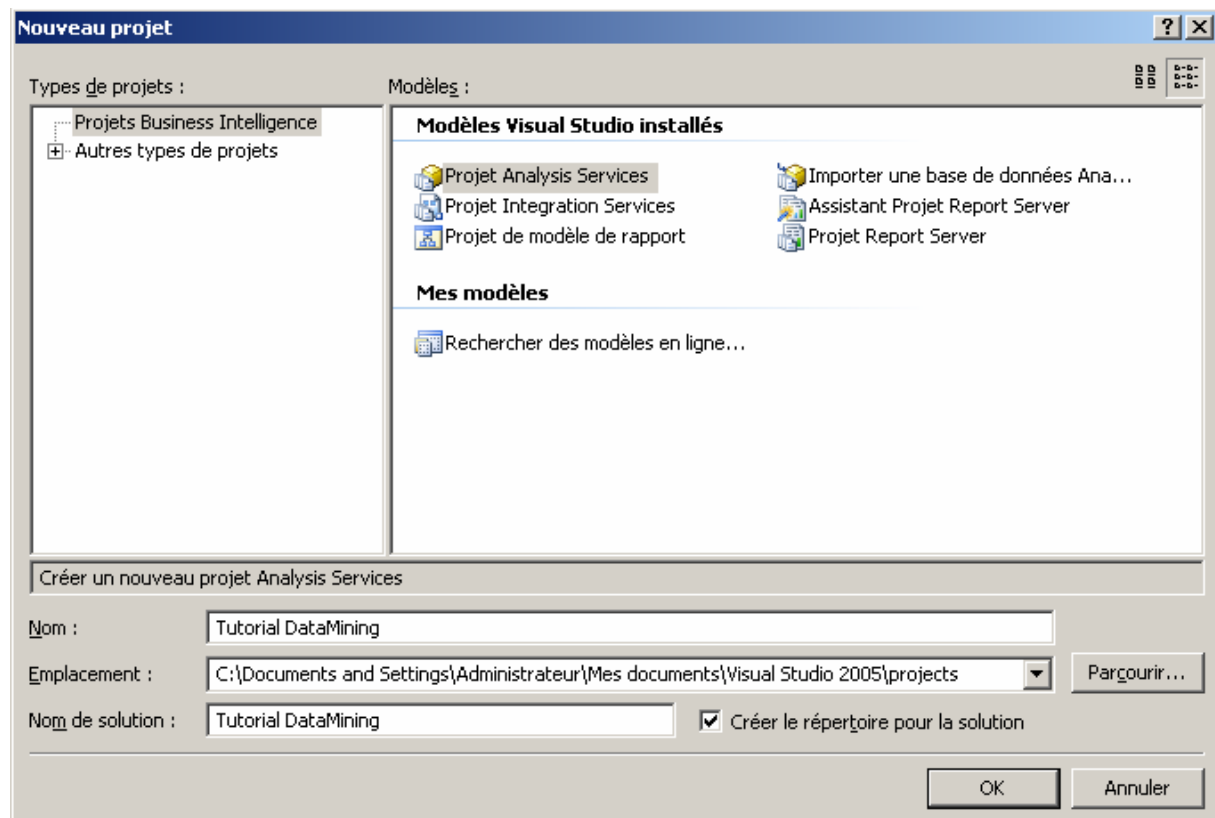 Nouveau projet
Types de projets :
Modèles :
Projets Business Intelligence
Autres types de projets
Modèles Visual Studio installés
Projet Analysis Services
Importer une base de données Ana...
Projet Integration Services
Assistant Projet Report Server
Projet de modèle de rapport
Projet Report Server
Mes modèles
Rechercher des modèles en ligne...
Créer un nouveau projet Analysis Services
Nom :
Tutorial DataMining
Emplacement :
C:\Documents and Settings\Administrateur\Mes documents\Visual Studio 2005\projects
Parcourir...
Nom de solution :
Tutorial DataMining
Créer le répertoire pour la solution
OK
Annuler